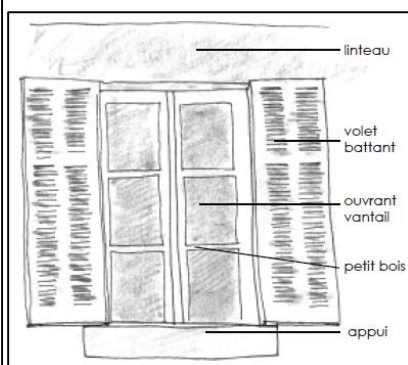 linteau
volet
battant
ouvrant
vantail
petit bois
appui